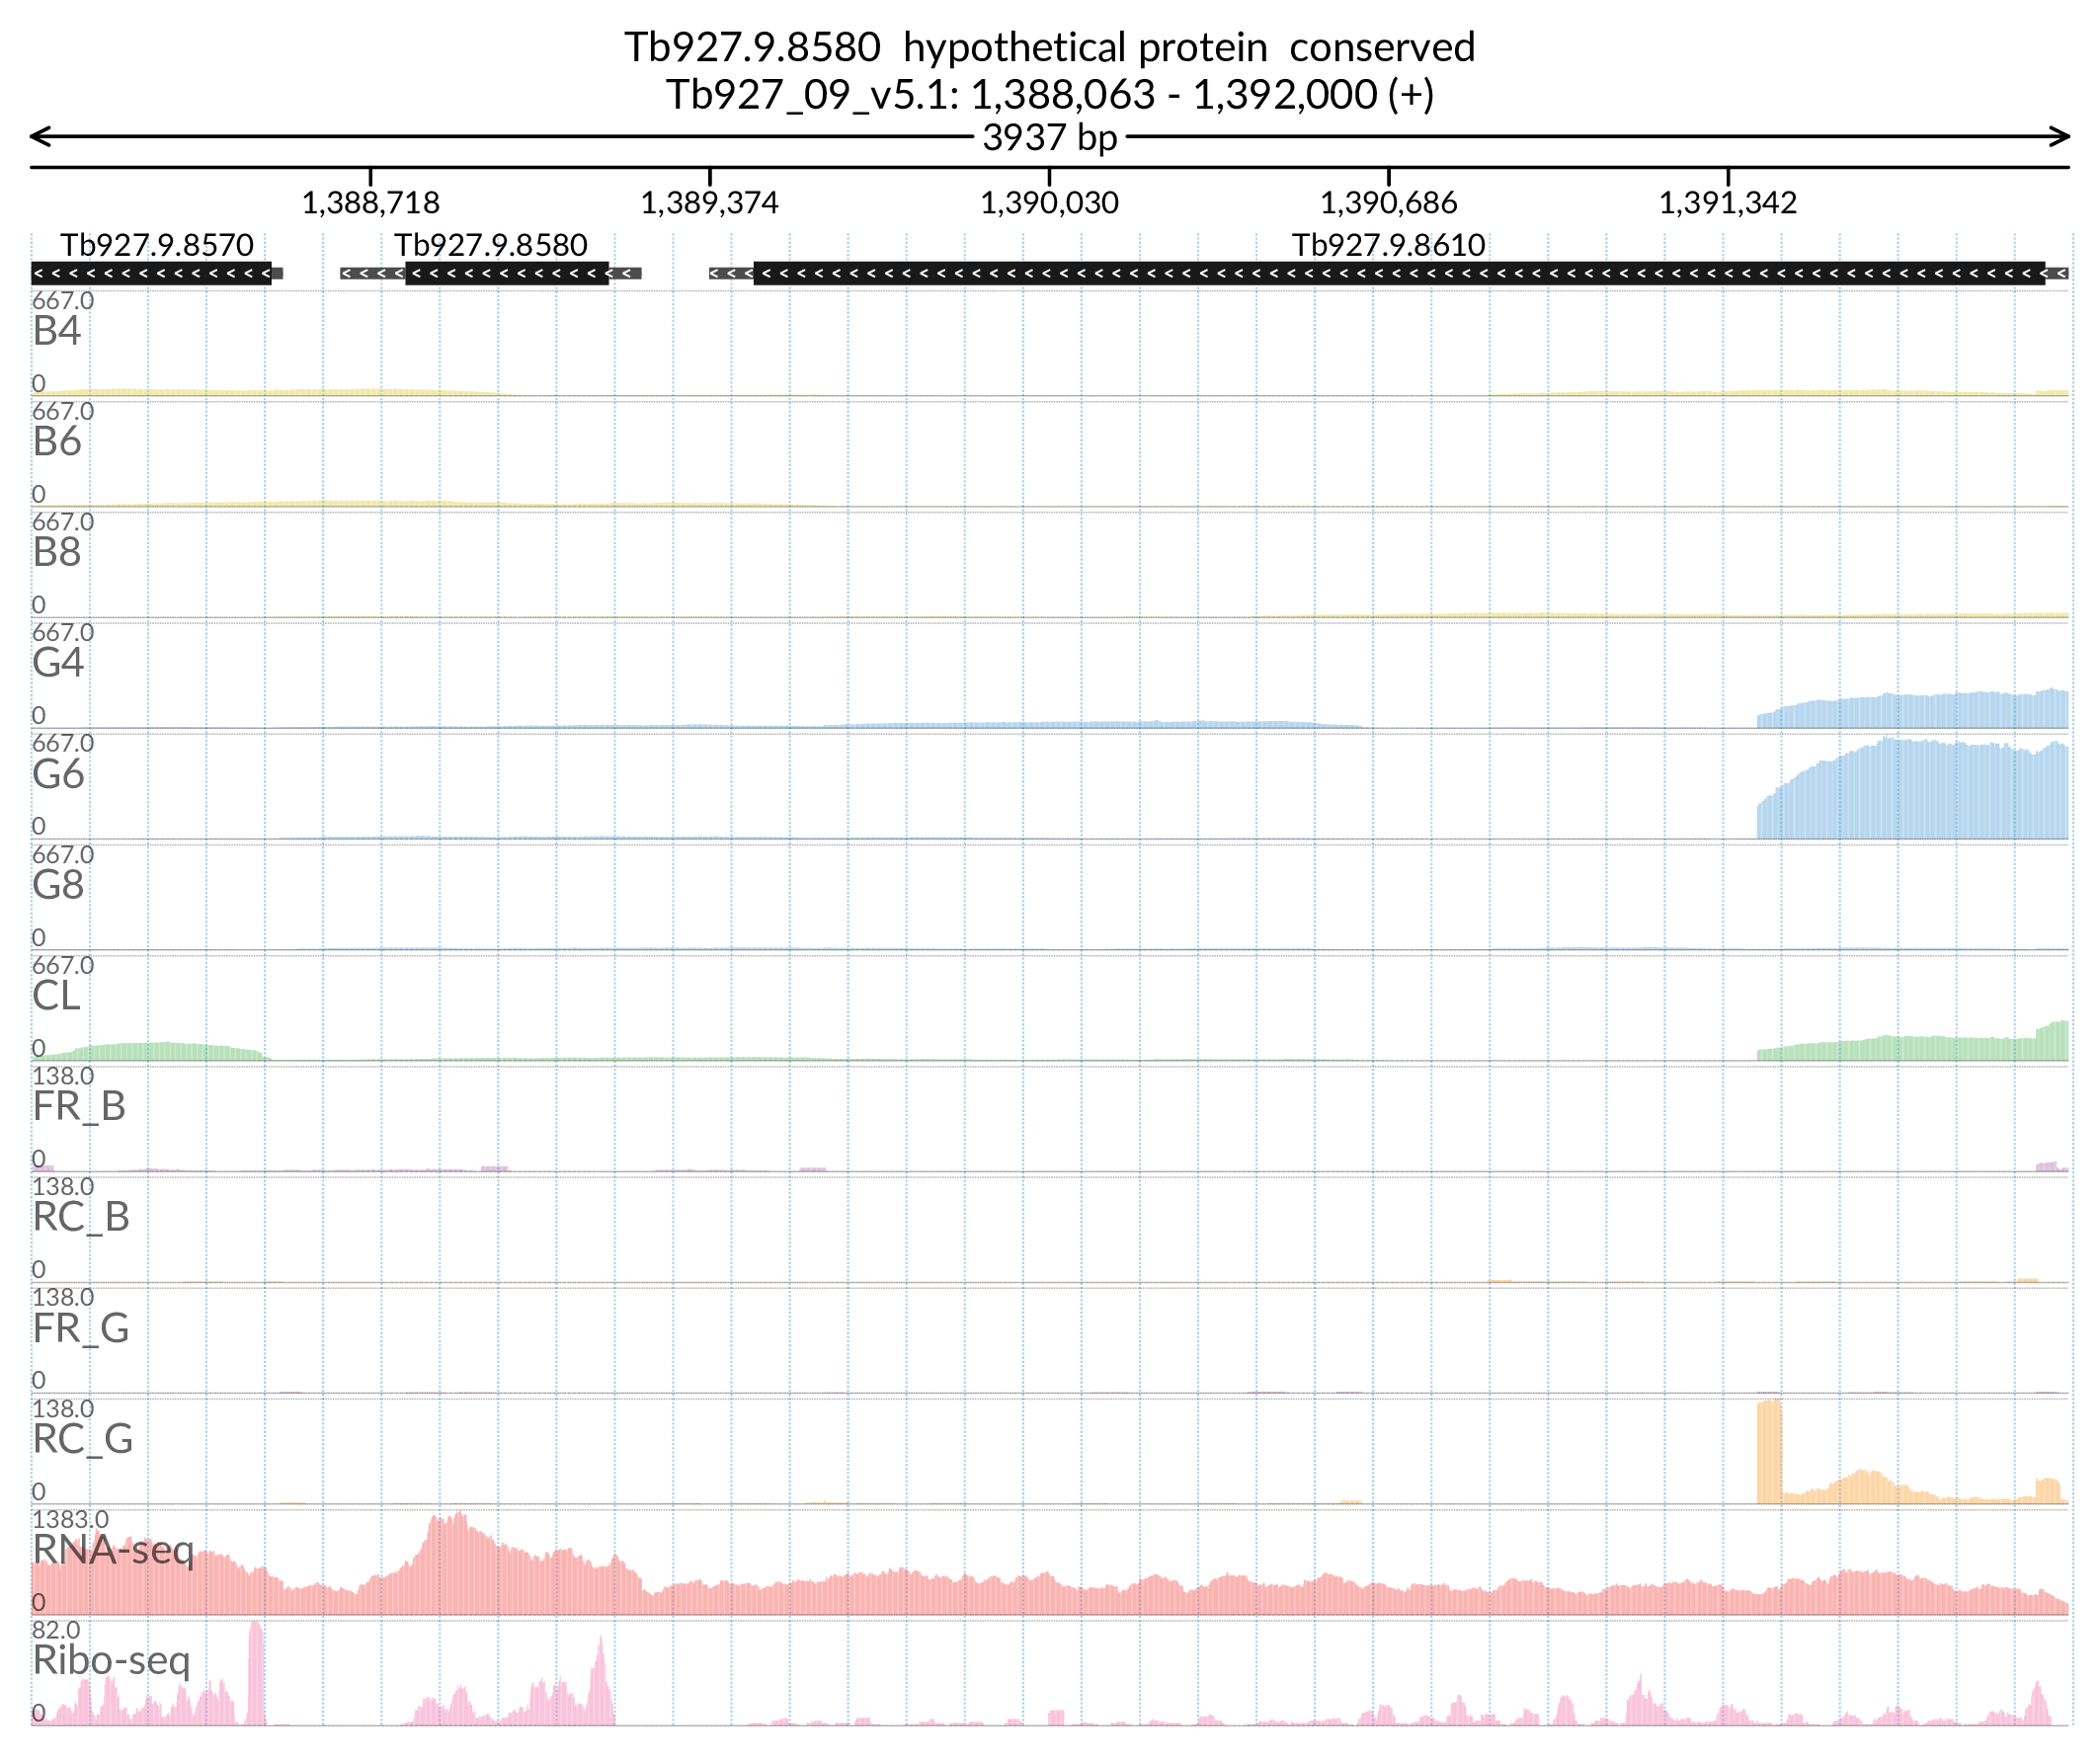 Tb927.9.8580 hypothetical protein conserved
Tb927_09_v5.1: 1,388,063 - 1,392,000 (+)
3937 bp
1,388,718 1,389,374 1,390,030 1,390,686 1,391,342
Tb927.9.8570 Tb927.9.8580 Tb927.9.8610
667.0
B4
0
667.0
B6
0
667.0
B8
0
667.0
G4
0
667.0
G6
0
667.0
G8
0
667.0
CL
0
138.0
FR_B
0
138.0
RC_B
0
138.0
FR_G
0
138.0
RC_G
0
1383.0
RNA-seq
0
82.0
Ribo-seq
0